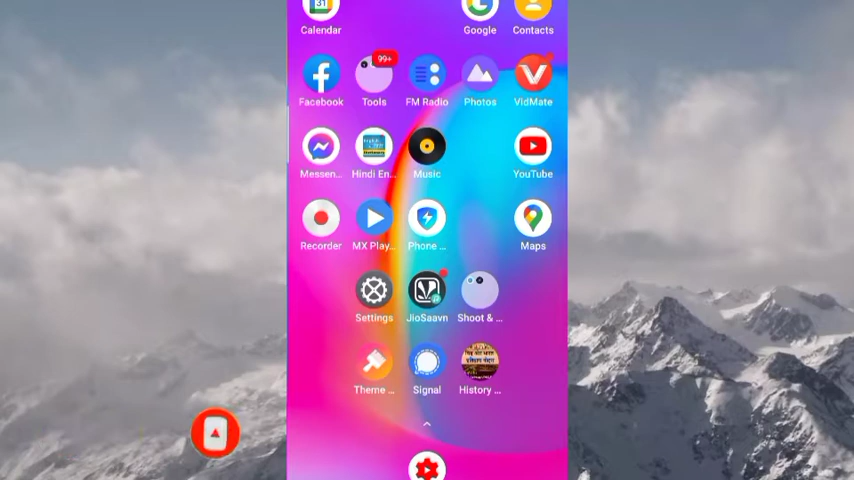 31
Calendar
Google
Contacts
99+
Facebook
Tools
FM Radio
Photos
VidMate
Messen...
Hindi En...
Music
YouTube
Recorder
MX Play...
Phone ...
Maps
Settings
JioSaavn
Shoot & ...
Theme ...
Signal
History ...